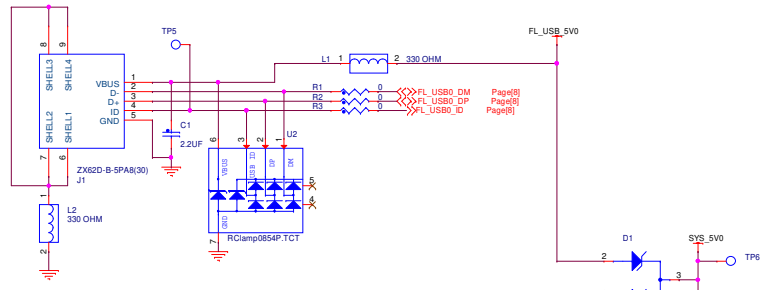 TP5
FL_USB_5V0
8 9
SHELL3 SHELL4
L1 1 2 330 OHM
VBUS 1
D- 2 R1 0 FL_USB0_DM Page[8]
D+ 3 R2 0 FL_USB0_DP Page[8]
ID 4 R3 0 FL_USB0_ID Page[8]
GND 5
SHELL2 SHELL1
C1
2.2UF
6 3 2 1 U2
7 6
ZX62D-B-5PA8(30)
J1
VBUS USB ID DP DM
5
4
1
L2
330 OHM
2
GND
7
RClamp0854P.TCT
D1
SYS_5V0
2
TP6
3